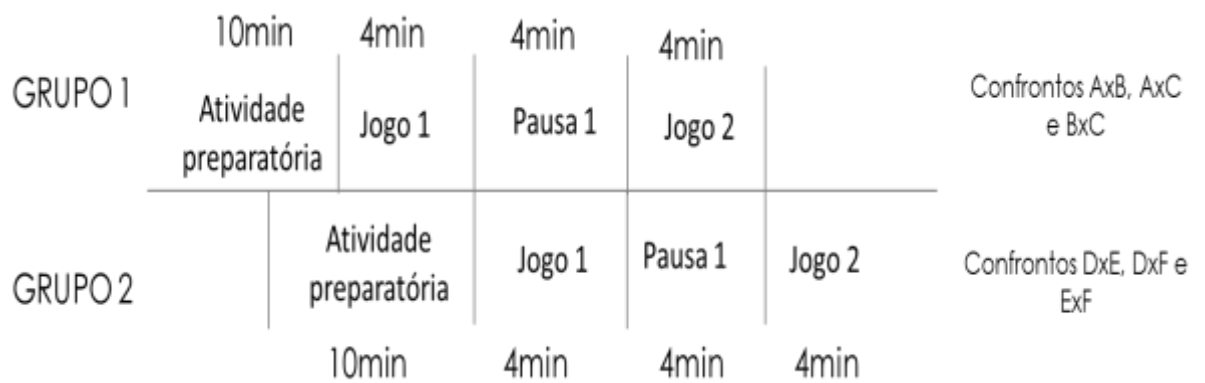 10min 4min 4min 4min
GRUPO 1
Atividade
preparatória
Jogo 1
Pausa 1
Jogo 2
Confrontos AxB, AxC
e BxC
GRUPO 2
Atividade
preparatória
Jogo 1
Pausa 1
Jogo 2
Confrontos DxE, DxF e
ExF
10min 4min 4min 4min